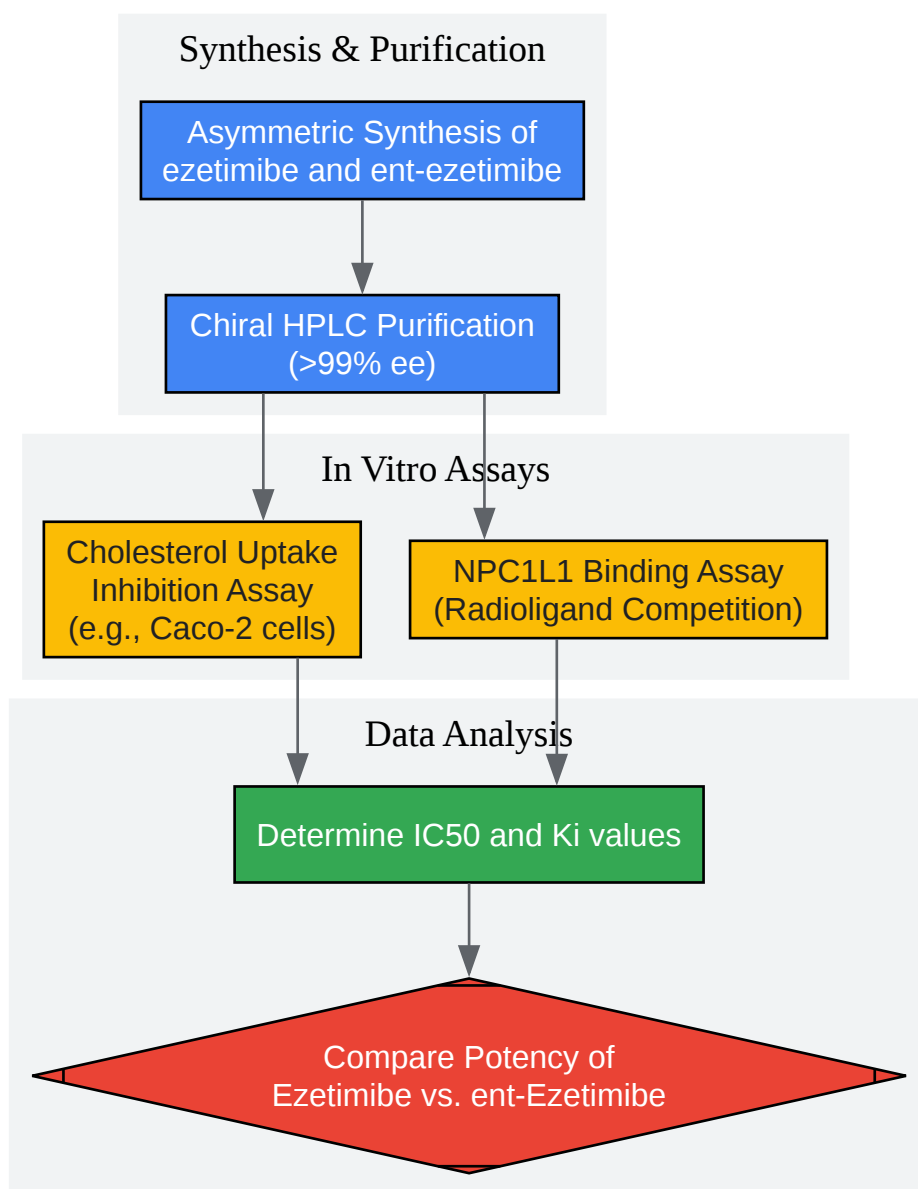 Synthesis & Purification
Asymmetric Synthesis of
ezetimibe and ent-ezetimibe
Chiral HPLC Purification
(>99% ee)
In Vitro Assays
Cholesterol Uptake
Inhibition Assay
(e.g., Caco-2 cells)
NPC1L1 Binding Assay
(Radioligand Competition)
Data Analysis
Determine IC50 and Ki values
Compare Potency of
Ezetimibe vs. ent-Ezetimibe